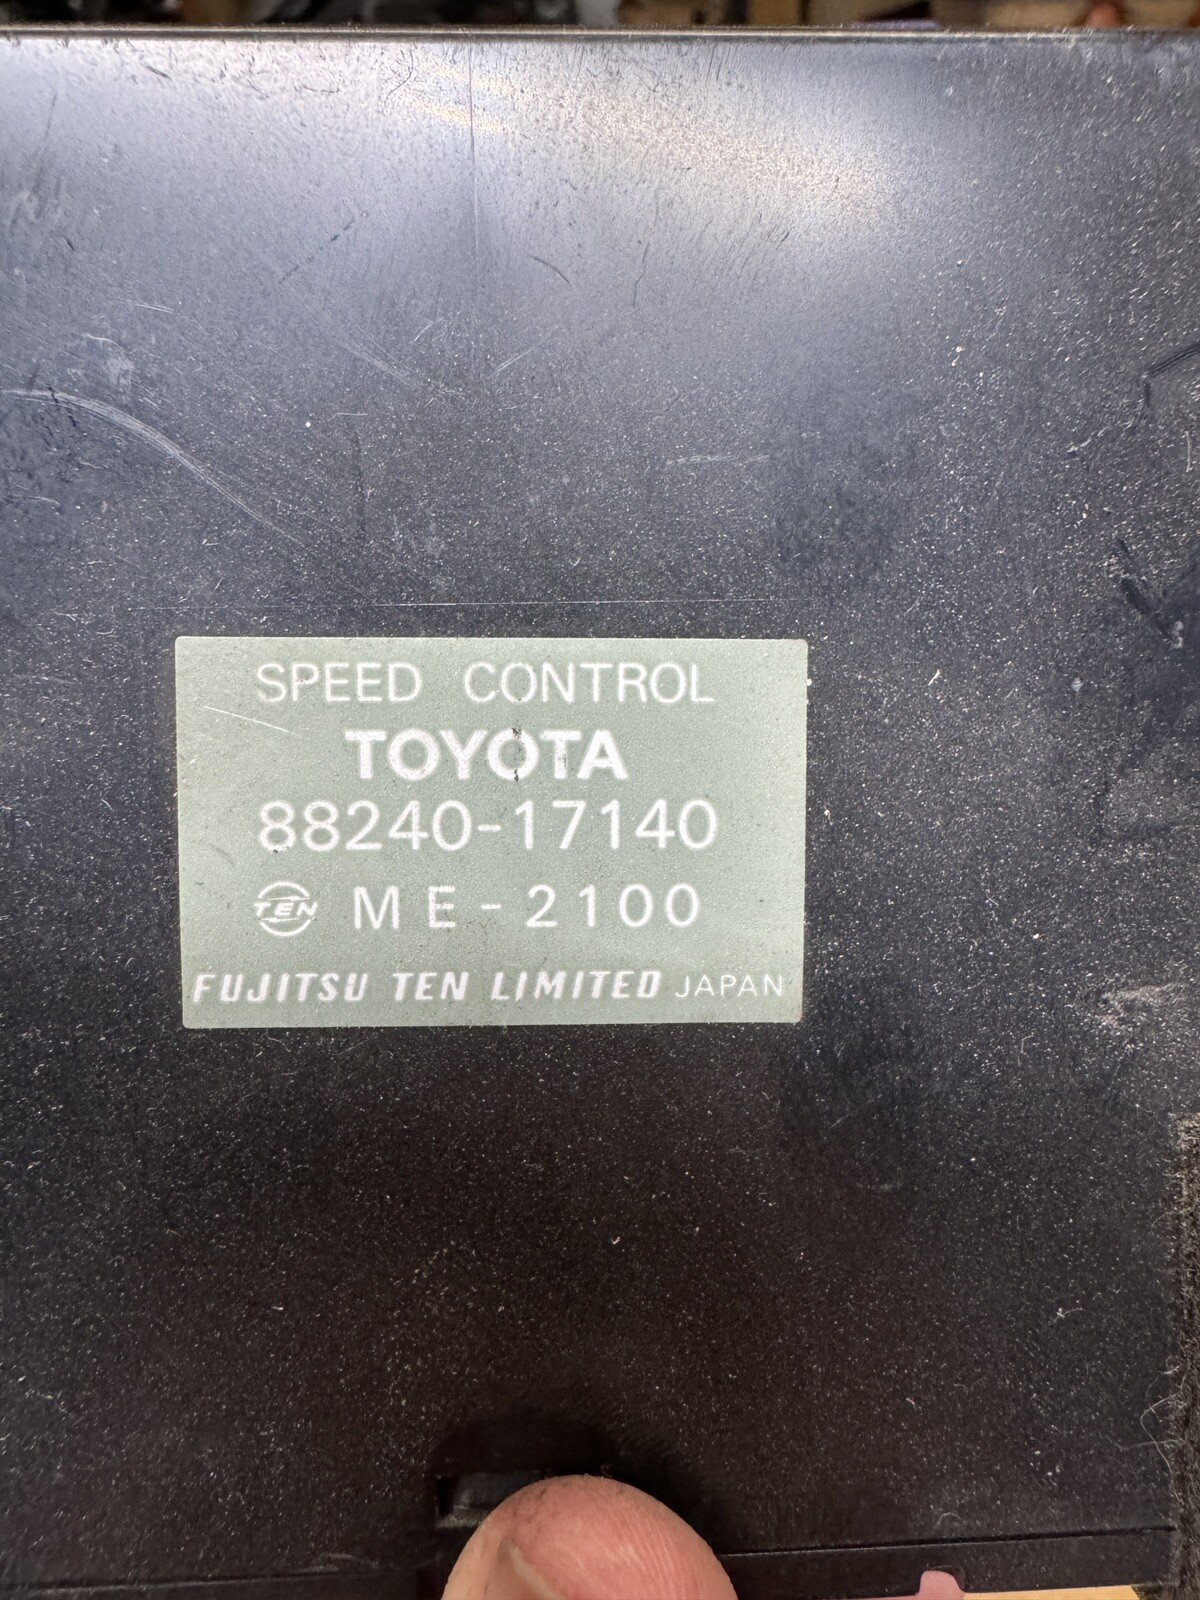 SPEED CONTROL
TOYOTA
88240-17140
TEN ME-2100
FUJITSU TEN LIMITED JAPAN